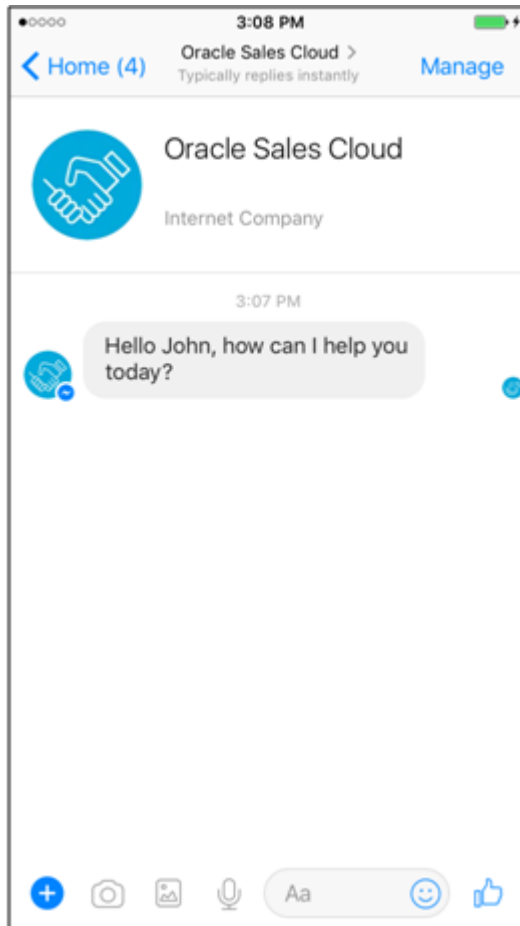 3:08 PM
Home (4)
Oracle Sales Cloud >
Typically replies instantly
Manage
Oracle Sales Cloud
Internet Company
3:07 PM
Hello John, how can I help you
today?
Aa